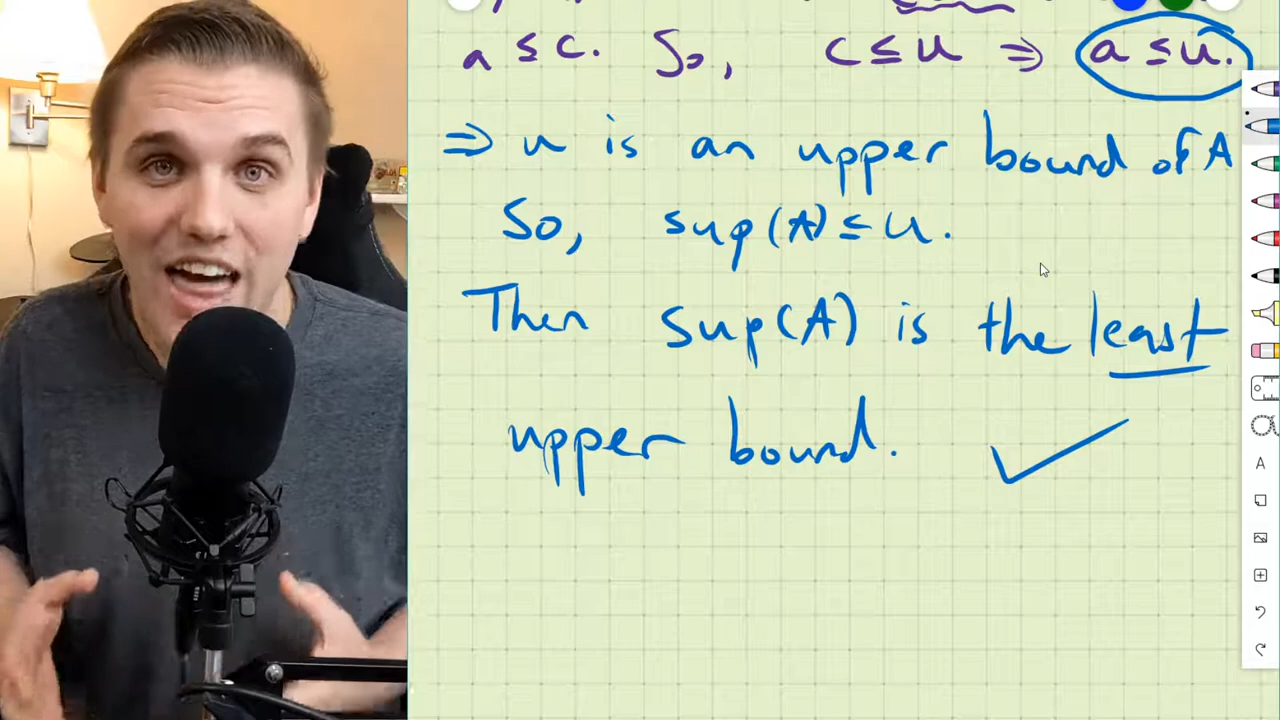 a ≤ c. So, c ≤ u ⇒ a ≤ u.
⇒ u is an upper bound of A
So, sup(A) ≤ u.
Then sup(A) is the least
upper bound. ✓
A